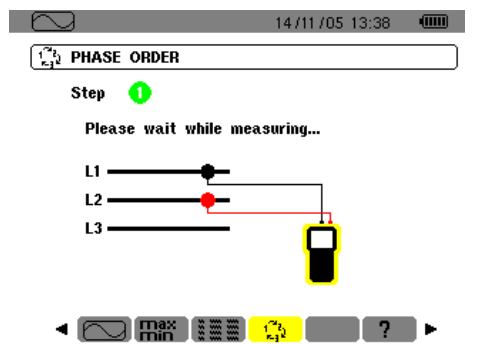 14/11/05 13:38
PHASE ORDER
Step 1
Please wait while measuring...
L1
L2
L3
max
min
?